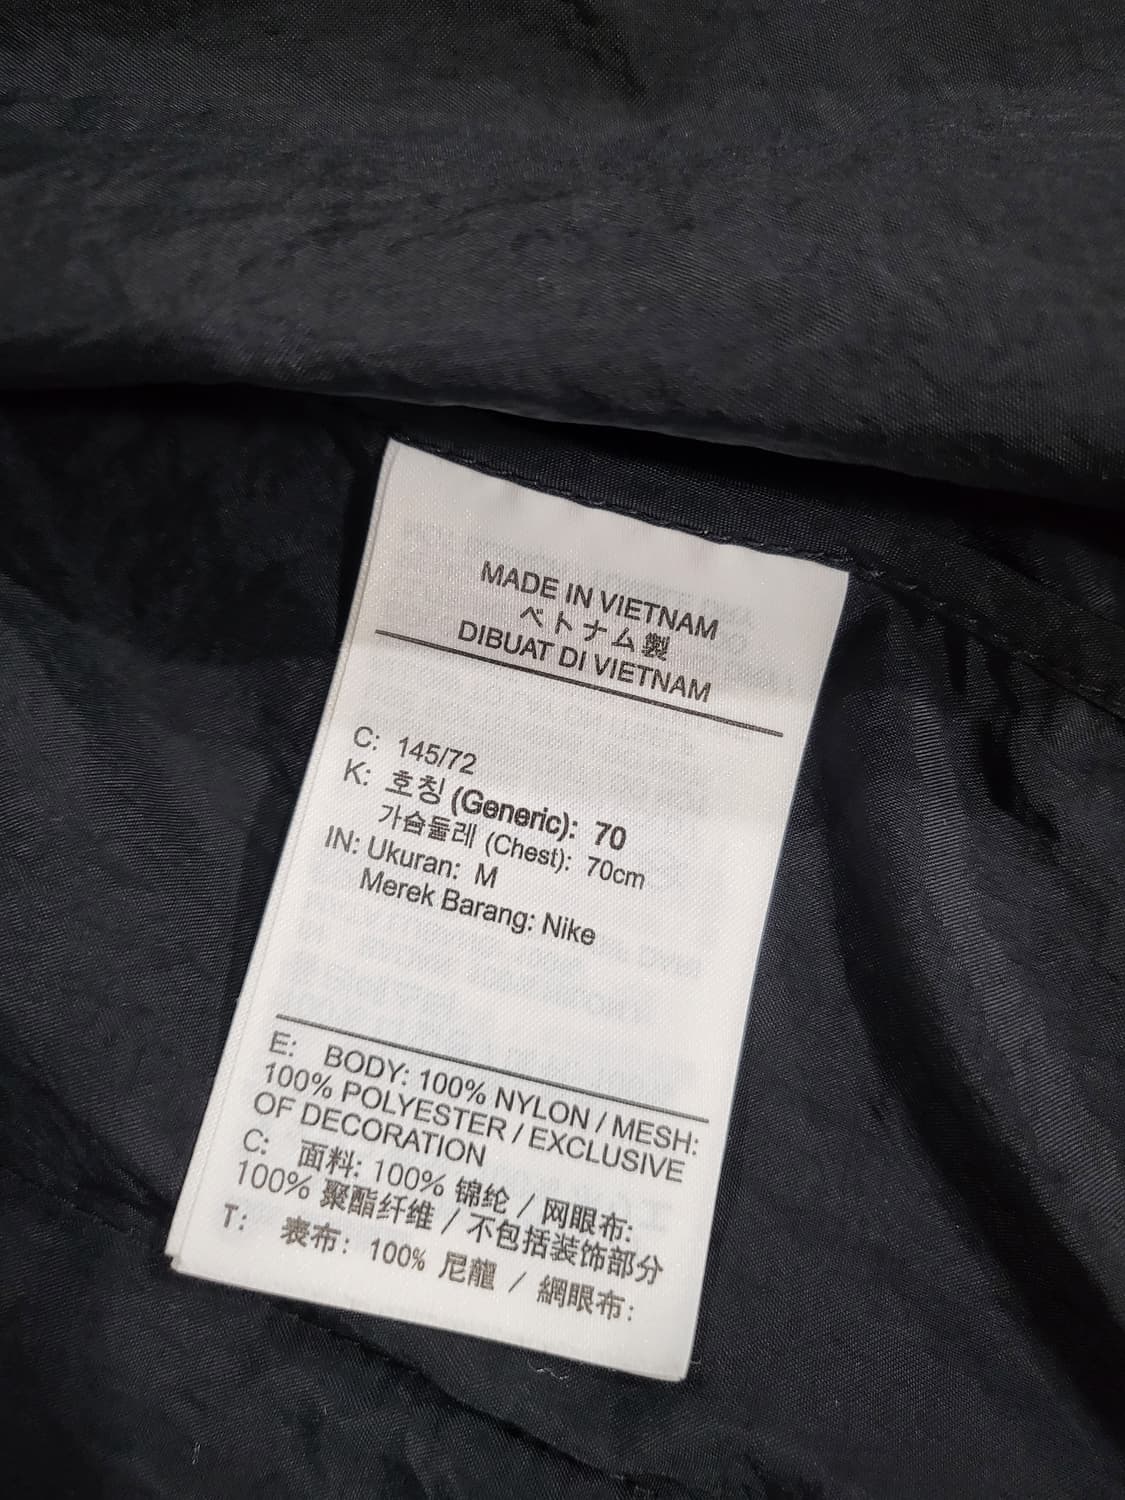 MADE IN VIETNAM
ベトナム製
DIBUAT DI VIETNAM
C: 145/72
K: 호칭 (Generic): 70
가슴둘레 (Chest): 70cm
IN: Ukuran: M
Merek Barang: Nike
E: BODY: 100% NYLON / MESH:
100% POLYESTER / EXCLUSIVE
OF DECORATION
C: 面料: 100% 锦纶 / 网眼布:
100% 聚酯纤维 / 不包括装饰部分
T: 表布: 100% 尼龍 / 網眼布: